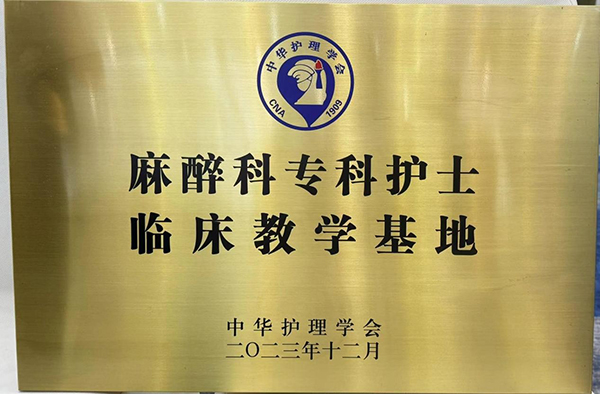 中华护理学会
CNA 1909
麻醉科专科护士
临床教学基地
中华护理学会
二〇二三年十二月